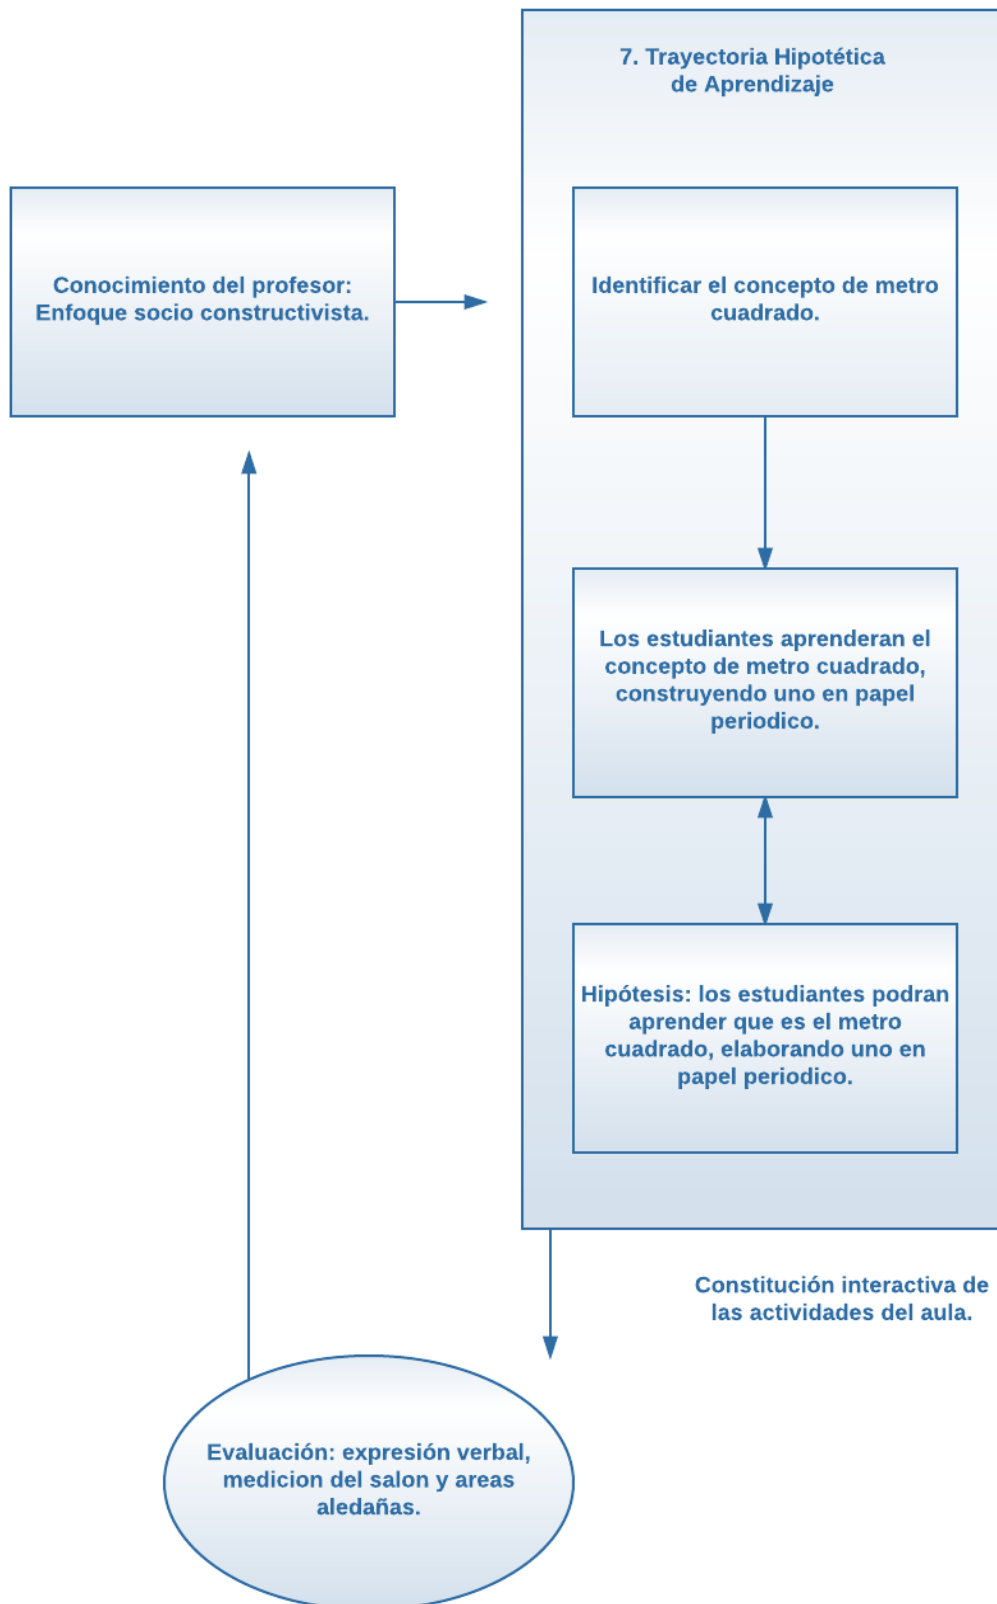 7. Trayectoria Hipotética
de Aprendizaje
Conocimiento del profesor:
Enfoque socio constructivista.
Identificar el concepto de metro
cuadrado.
Los estudiantes aprenderan el
concepto de metro cuadrado,
construyendo uno en papel
periodico.
Hipótesis: los estudiantes podran
aprender que es el metro
cuadrado, elaborando uno en
papel periodico.
Constitución interactiva de
las actividades del aula.
Evaluación: expresión verbal,
medicion del salon y areas
aledañas.